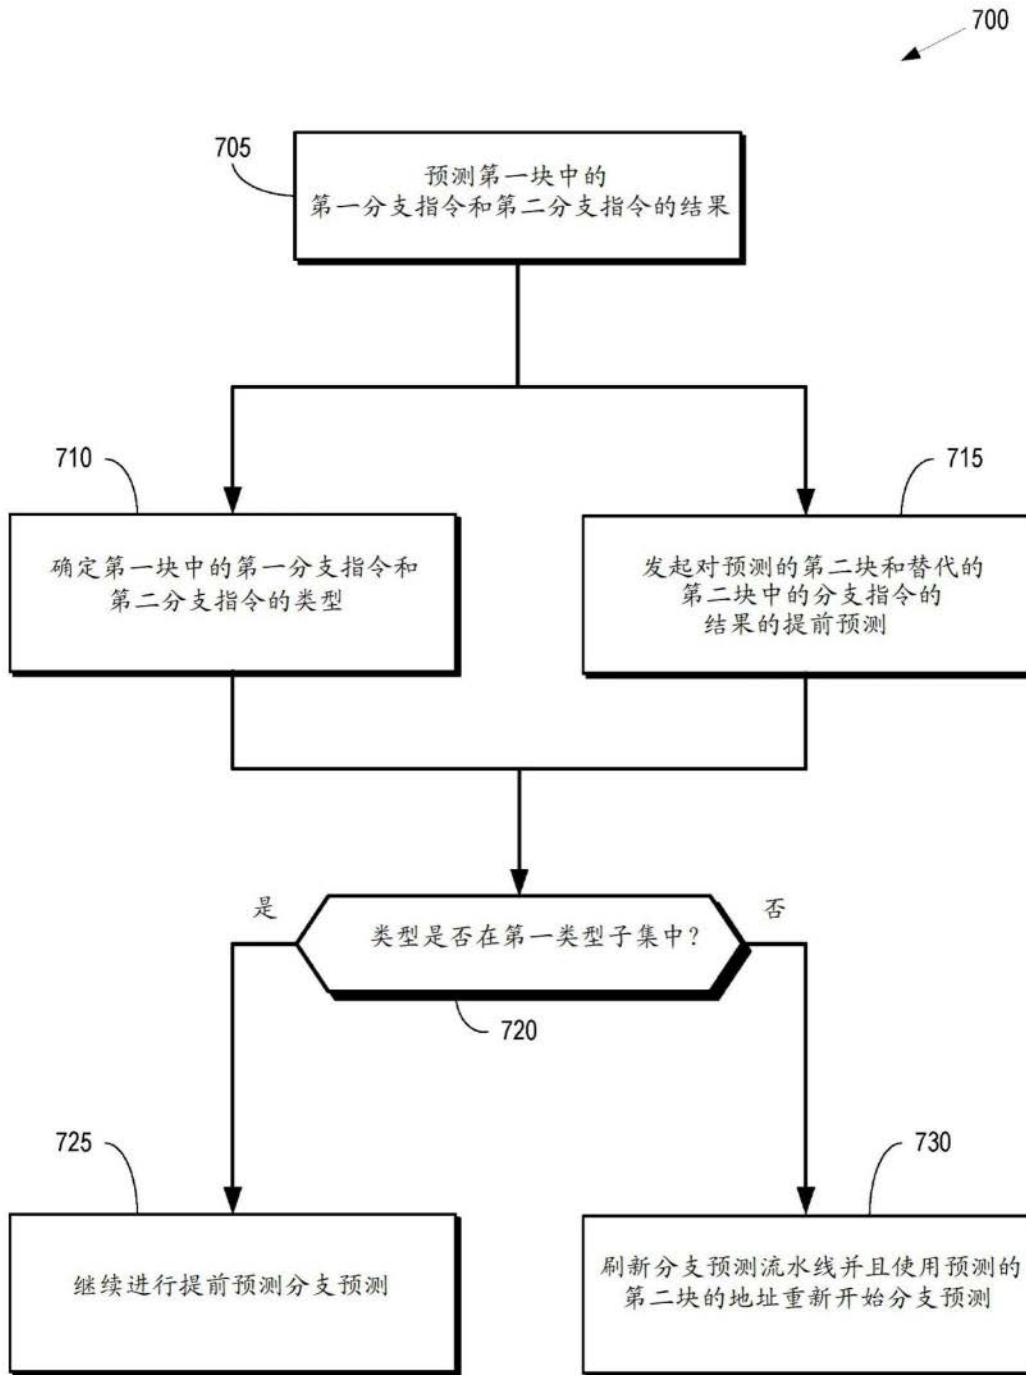 700
705
预测第一块中的
第一分支指令和第二分支指令的结果
710
715
确定第一块中的第一分支指令和
第二分支指令的类型
发起对预测的第二块和替代的
第二块中的分支指令的
结果的提前预测
是
类型是否在第一类型子集中?
否
720
725
730
继续进行提前预测分支预测
刷新分支预测流水线并且使用预测的
第二块的地址重新开始分支预测